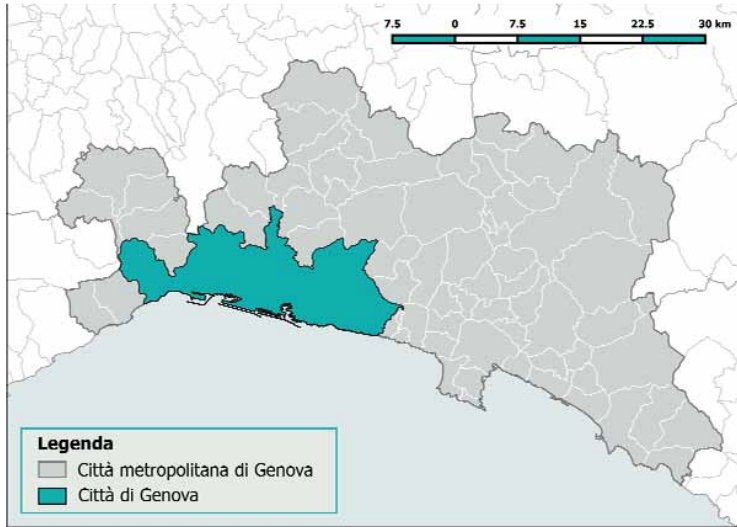 7.5 0 7.5 15 22.5 30 km
Legenda
Città metropolitana di Genova
Città di Genova